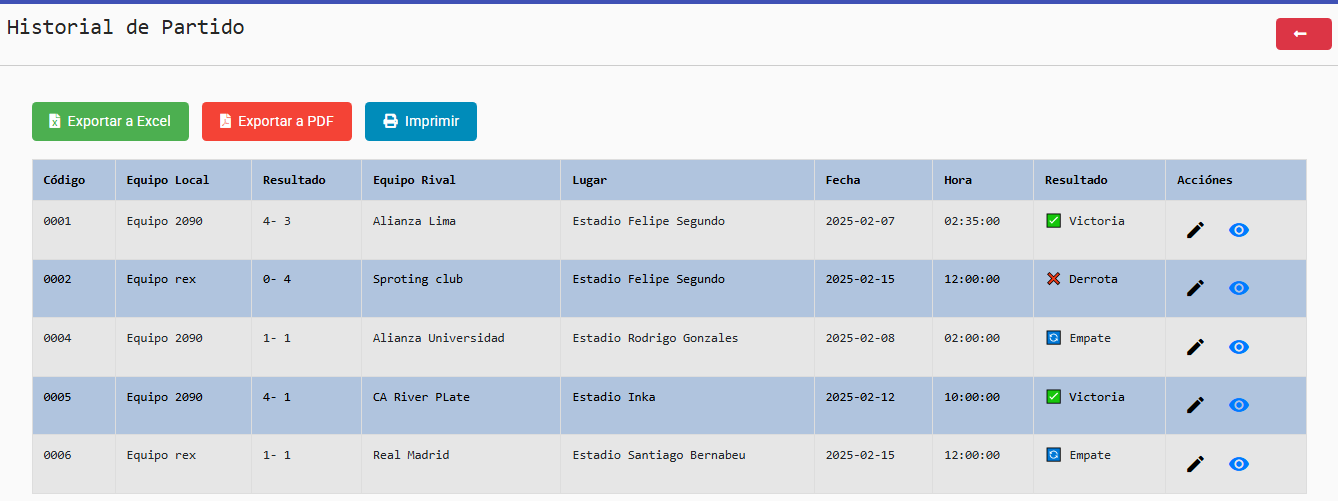 Historial de Partido
Exportar a Excel Exportar a PDF Imprimir
Código Equipo Local Resultado Equipo Rival Lugar Fecha Hora Resultado Acciónes
0001 Equipo 2090 4- 3 Alianza Lima Estadio Felipe Segundo 2025-02-07 02:35:00 Victoria
0002 Equipo rex 0- 4 Sproting club Estadio Felipe Segundo 2025-02-15 12:00:00 Derrota
0004 Equipo 2090 1- 1 Alianza Universidad Estadio Rodrigo Gonzales 2025-02-08 02:00:00 Empate
0005 Equipo 2090 4- 1 CA River PLate Estadio Inka 2025-02-12 10:00:00 Victoria
0006 Equipo rex 1- 1 Real Madrid Estadio Santiago Bernabeu 2025-02-15 12:00:00 Empate